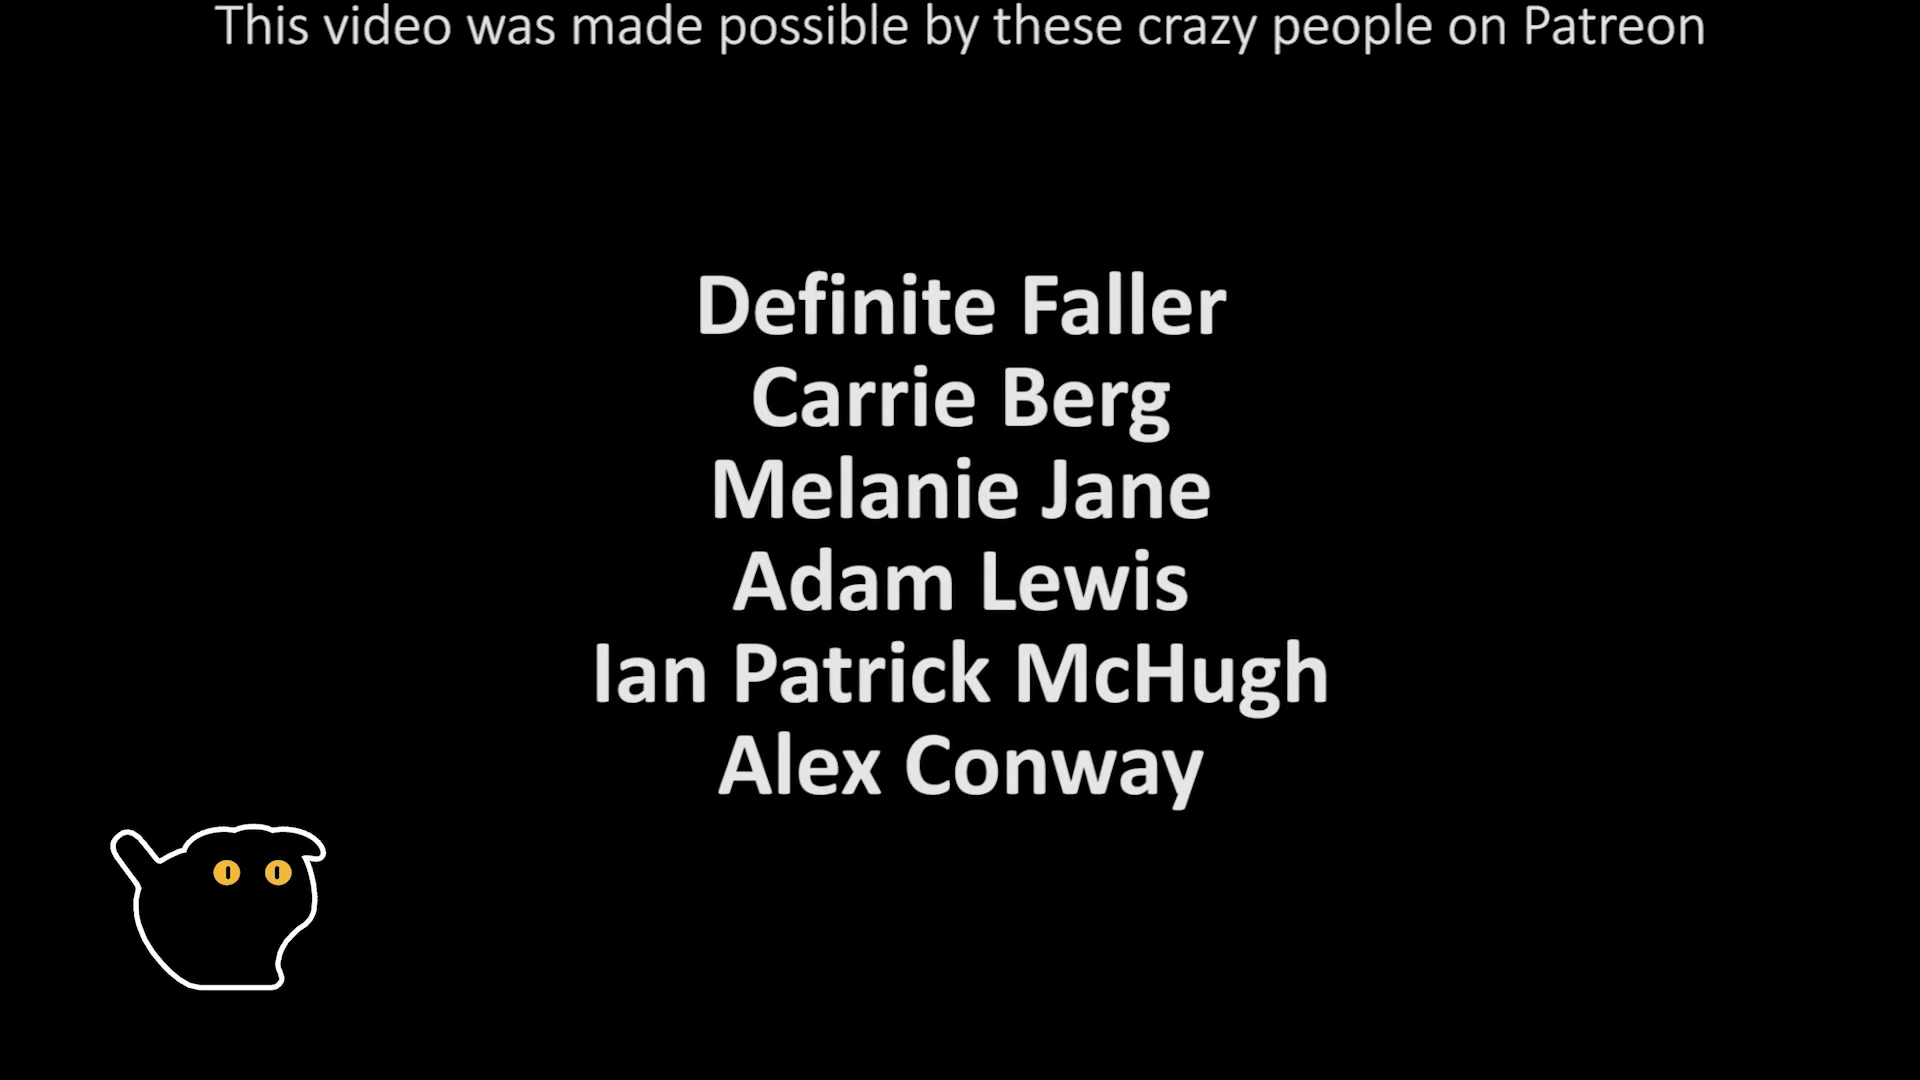 This video was made possible by these crazy people on Patreon
Definite Faller
Carrie Berg
Melanie Jane
Adam Lewis
Ian Patrick McHugh
Alex Conway